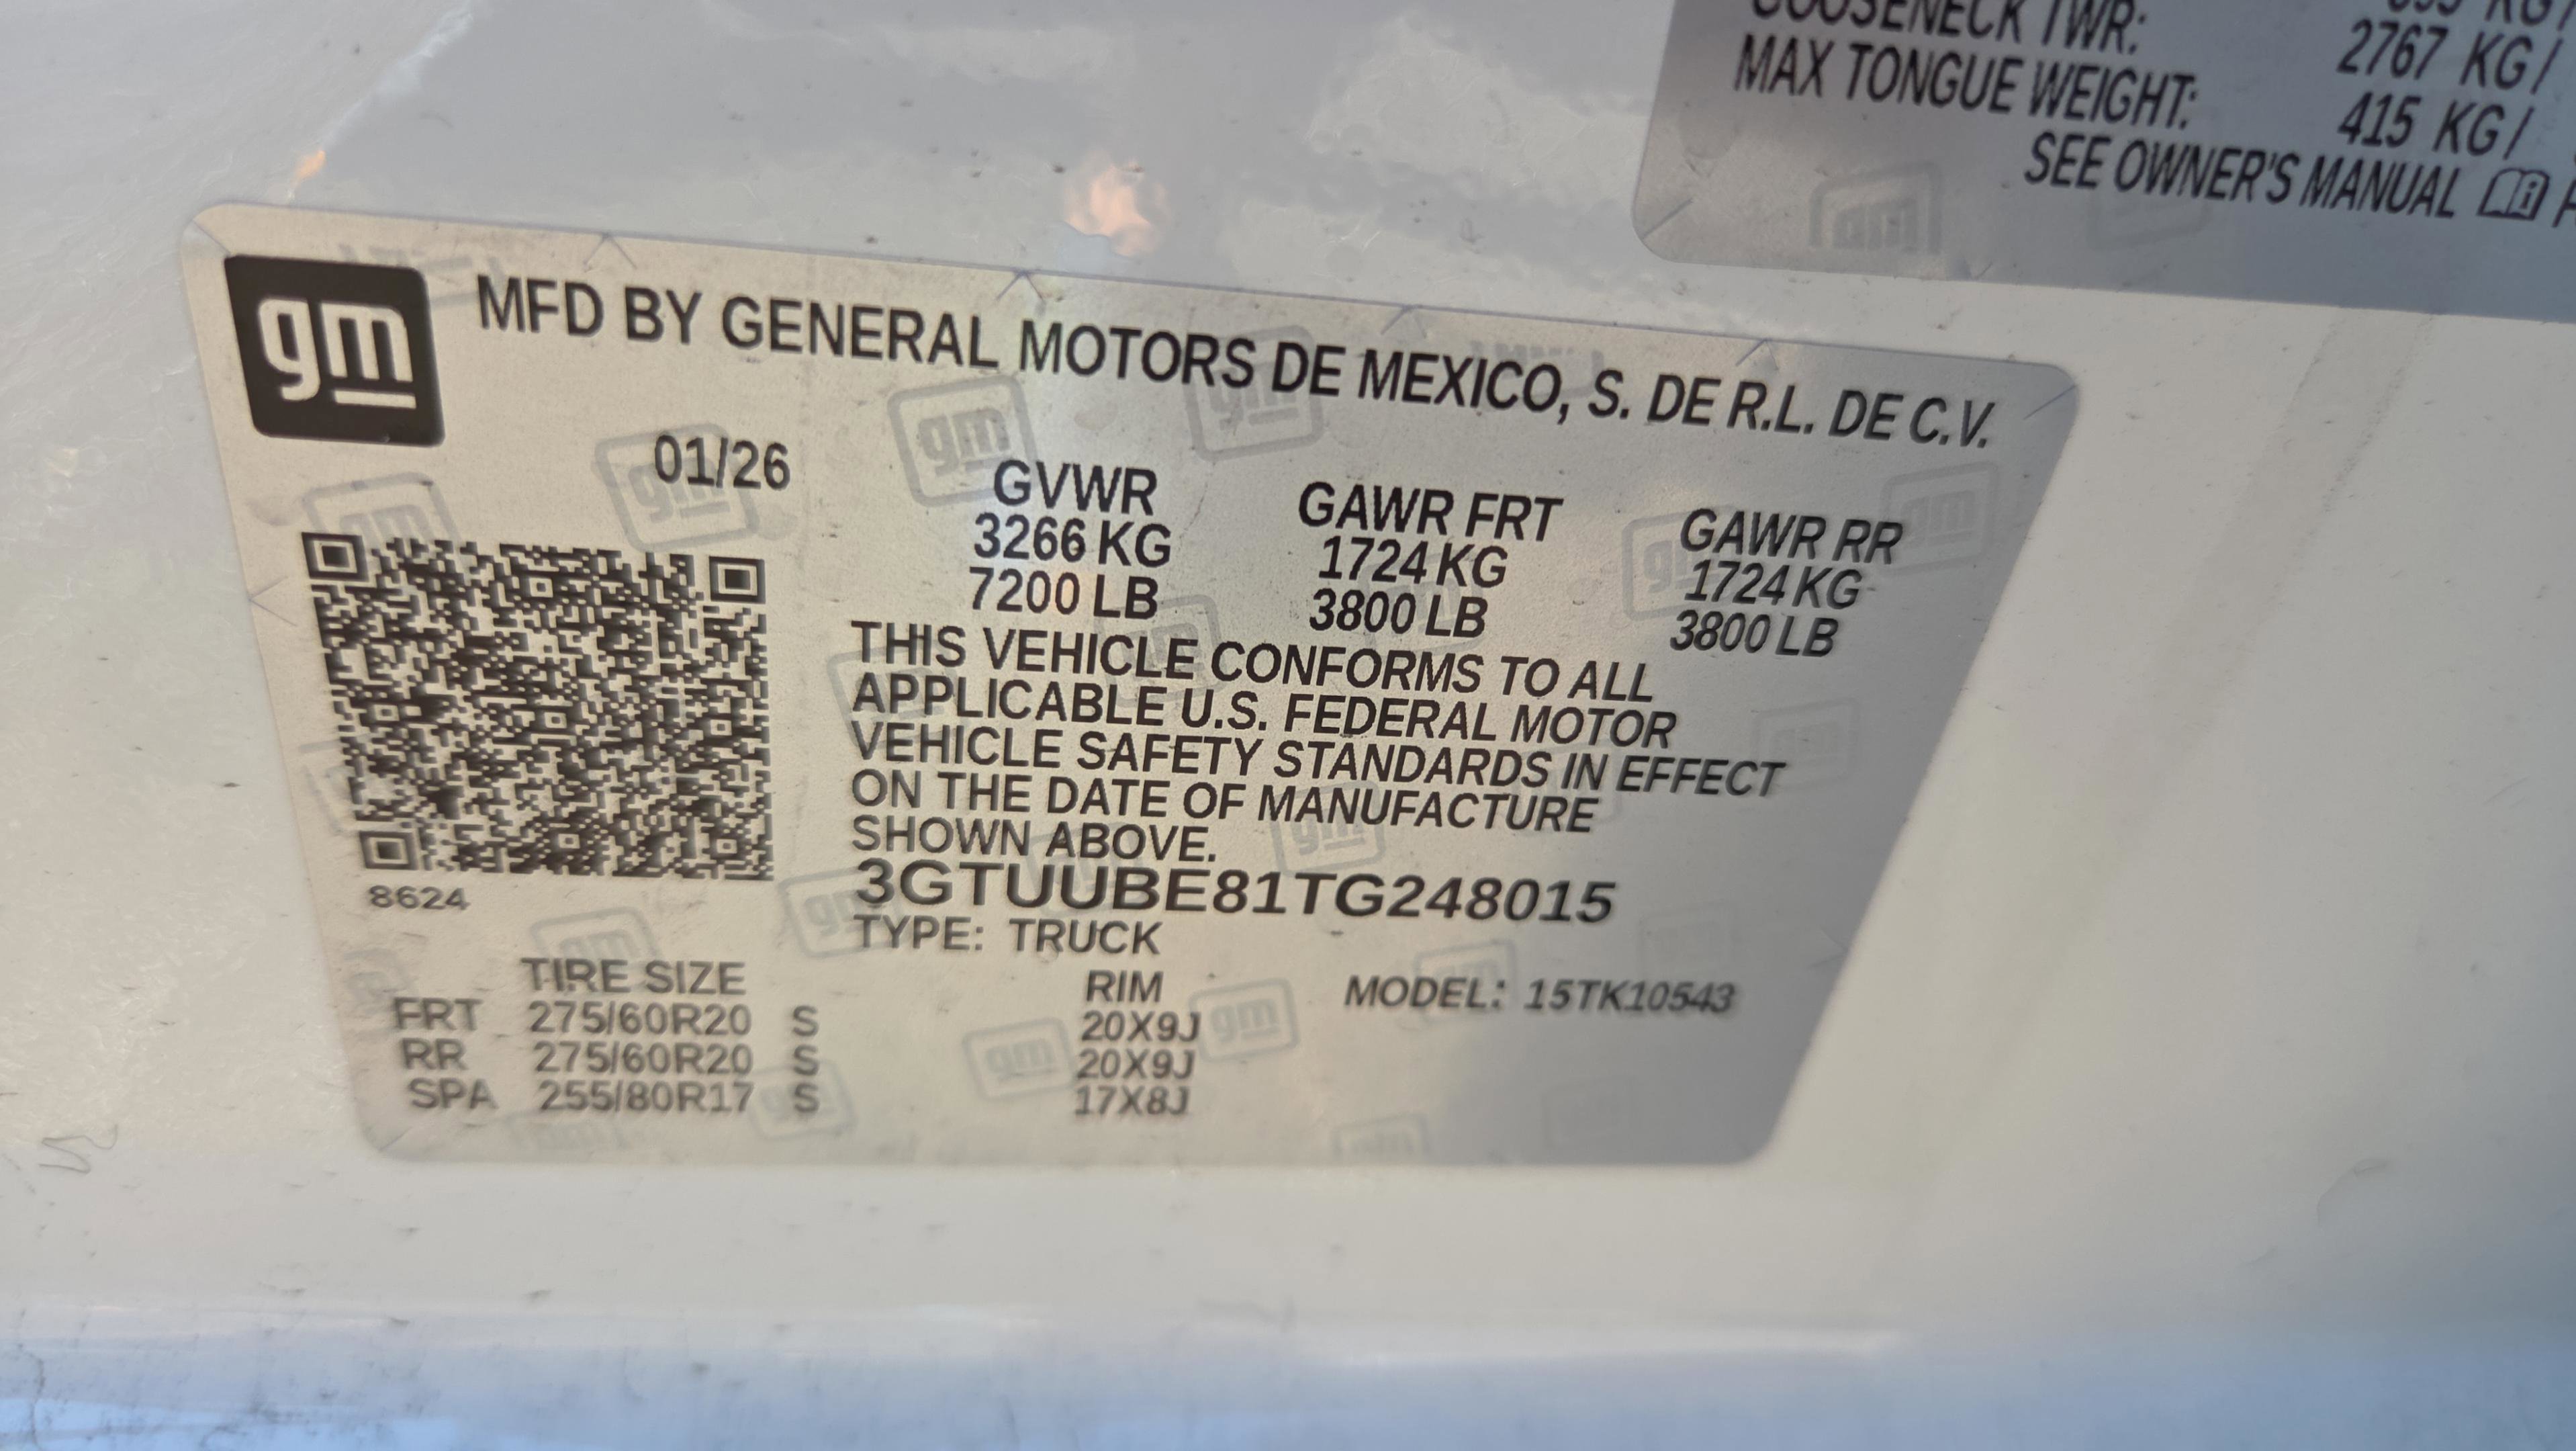 GOOSENECK TWR: 2767 KG/
MAX TONGUE WEIGHT: 415 KG/
SEE OWNER'S MANUAL
gm
MFD BY GENERAL MOTORS DE MEXICO, S. DE R.L. DE C.V.
01/26
GVWR GAWR FRT GAWR RR
3266 KG 1724 KG 1724 KG
7200 LB 3800 LB 3800 LB
THIS VEHICLE CONFORMS TO ALL
APPLICABLE U.S. FEDERAL MOTOR
VEHICLE SAFETY STANDARDS IN EFFECT
ON THE DATE OF MANUFACTURE
SHOWN ABOVE.
3GTUUBE81TG248015
8624
TYPE: TRUCK
TIRE SIZE RIM MODEL: 15TK10543
FRT 275/60R20 S 20X9J
RR 275/60R20 S 20X9J
SPA 255/80R17 S 17X8J